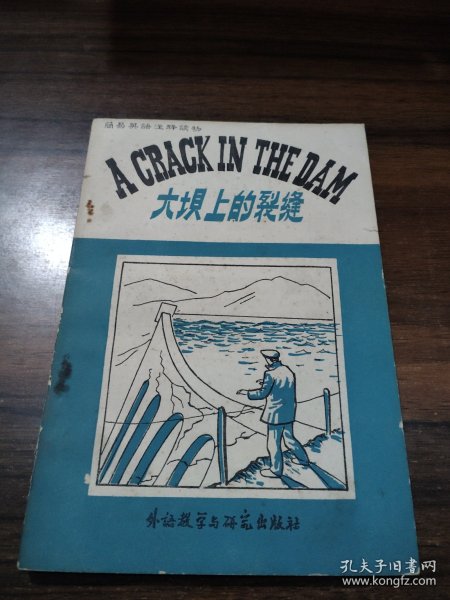 简易英语注释读物
A CRACK IN THE DAM
大坝上的裂缝
外语教学与研究出版社
孔夫子旧书网
www.kongfz.com